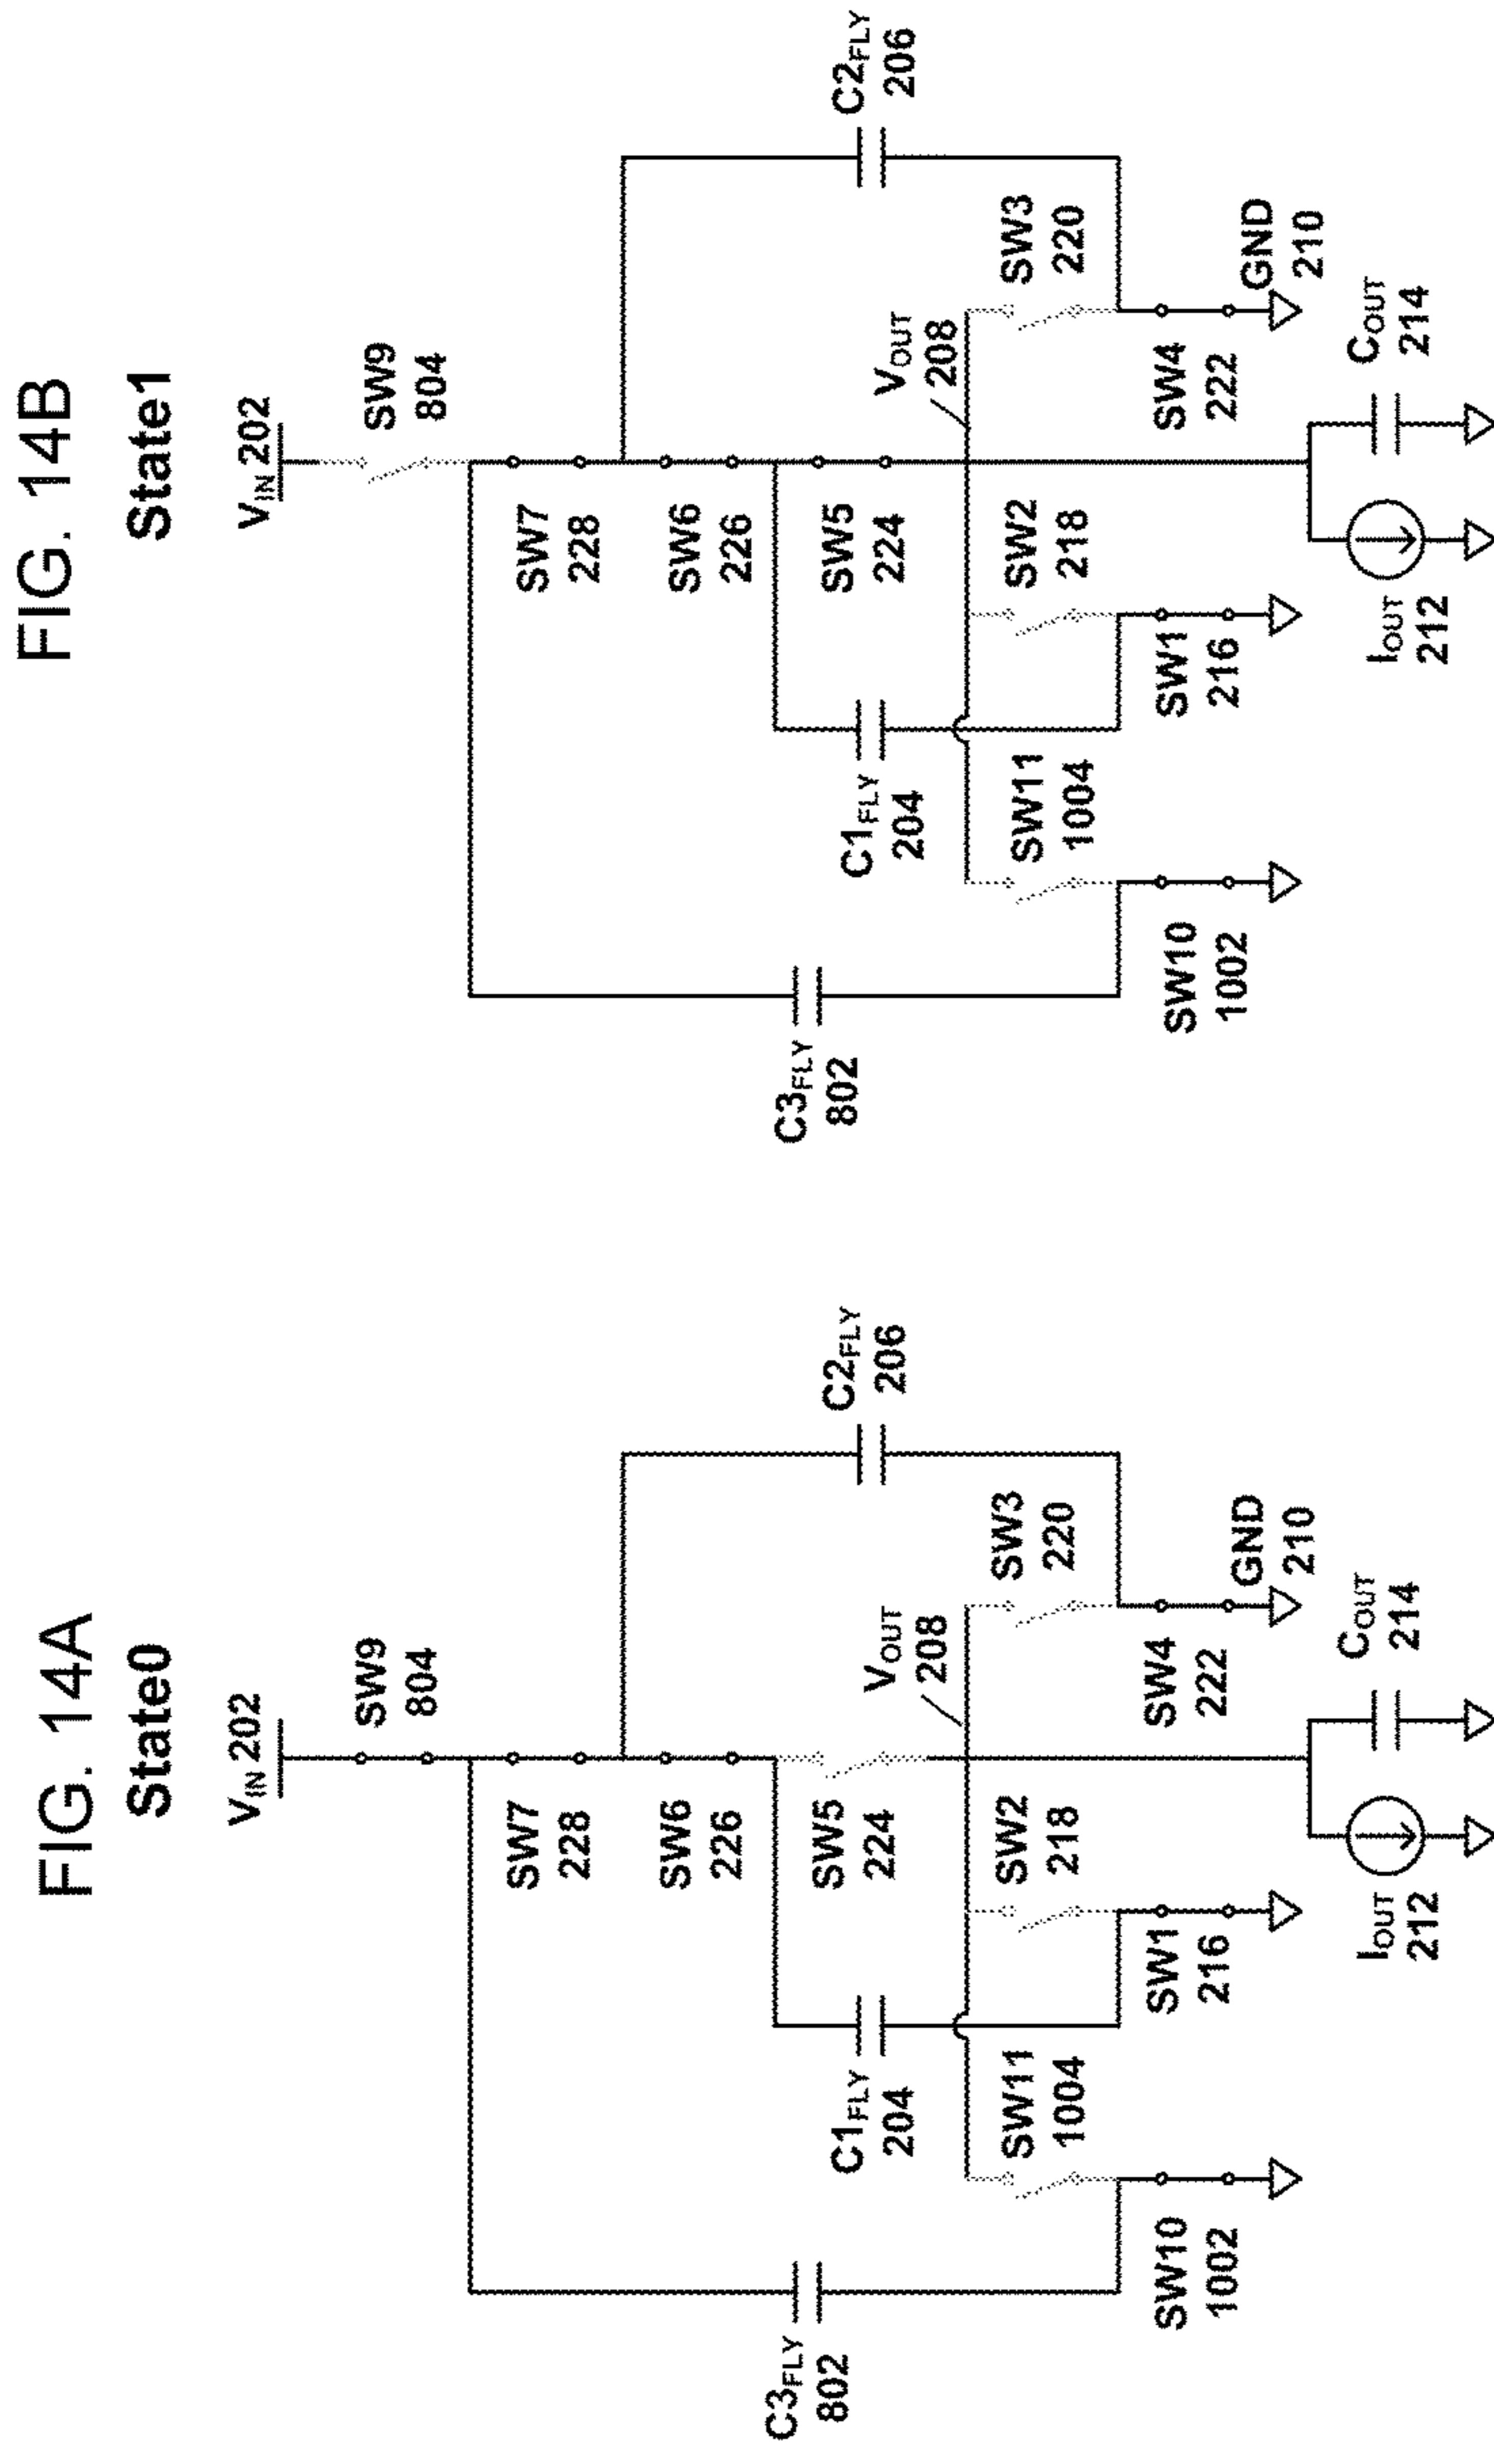 FIG. 14A
State0
V_IN 202
SW9
804
SW7
228
SW6
226
SW5
224
C3_FLY
802
C1_FLY
204
C2_FLY
206
V_OUT
208
SW11
1004
SW2
218
SW3
220
SW10
1002
SW1
216
SW4
222
GND
210
I_OUT
212
C_OUT
214
FIG. 14B
State1
V_IN 202
SW9
804
SW7
228
SW6
226
SW5
224
C3_FLY
802
C1_FLY
204
C2_FLY
206
V_OUT
208
SW11
1004
SW2
218
SW3
220
SW10
1002
SW1
216
SW4
222
GND
210
I_OUT
212
C_OUT
214